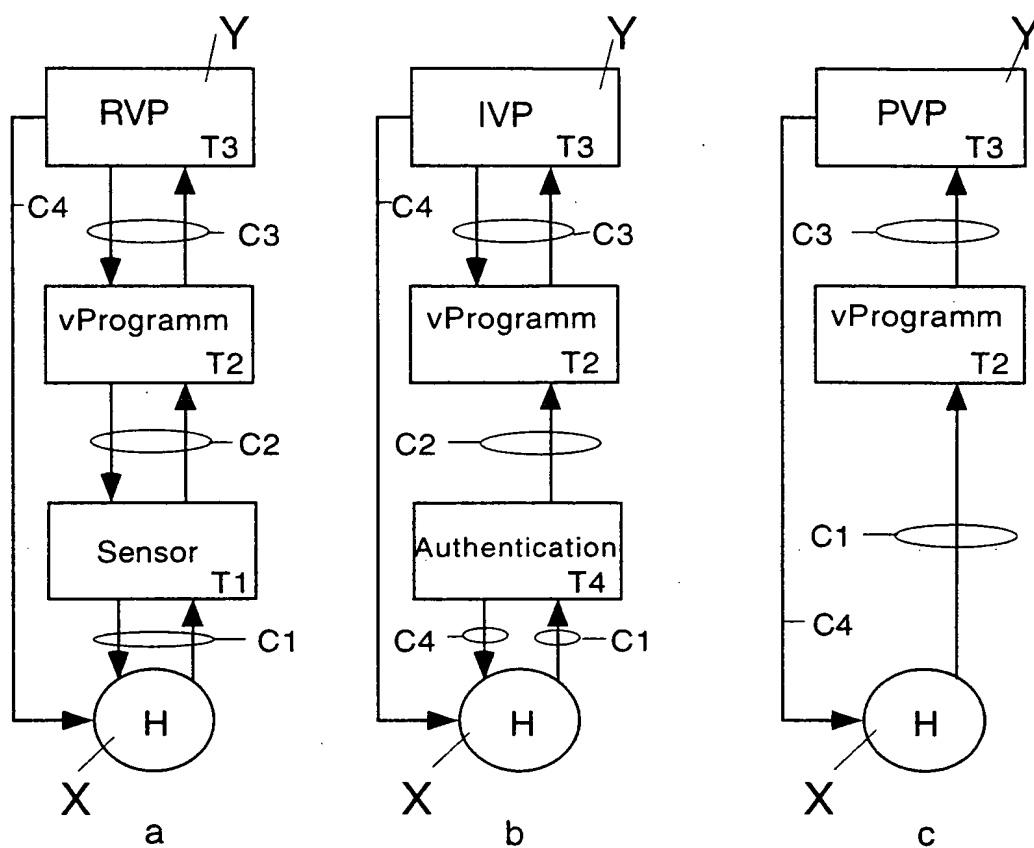 Y
RVP
T3
C4
C3
vProgramm
T2
C2
Sensor
T1
C1
H
X
a
Y
IVP
T3
C4
C3
vProgramm
T2
C2
Authentication
T4
C4
C1
H
X
b
Y
PVP
T3
C3
vProgramm
T2
C1
C4
H
X
c